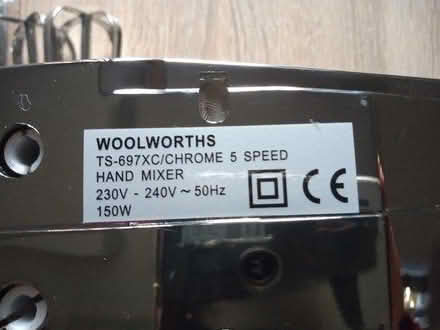 WOOLWORTHS
TS-697XC/CHROME 5 SPEED
HAND MIXER
230V - 240V ~ 50Hz
150W
CE